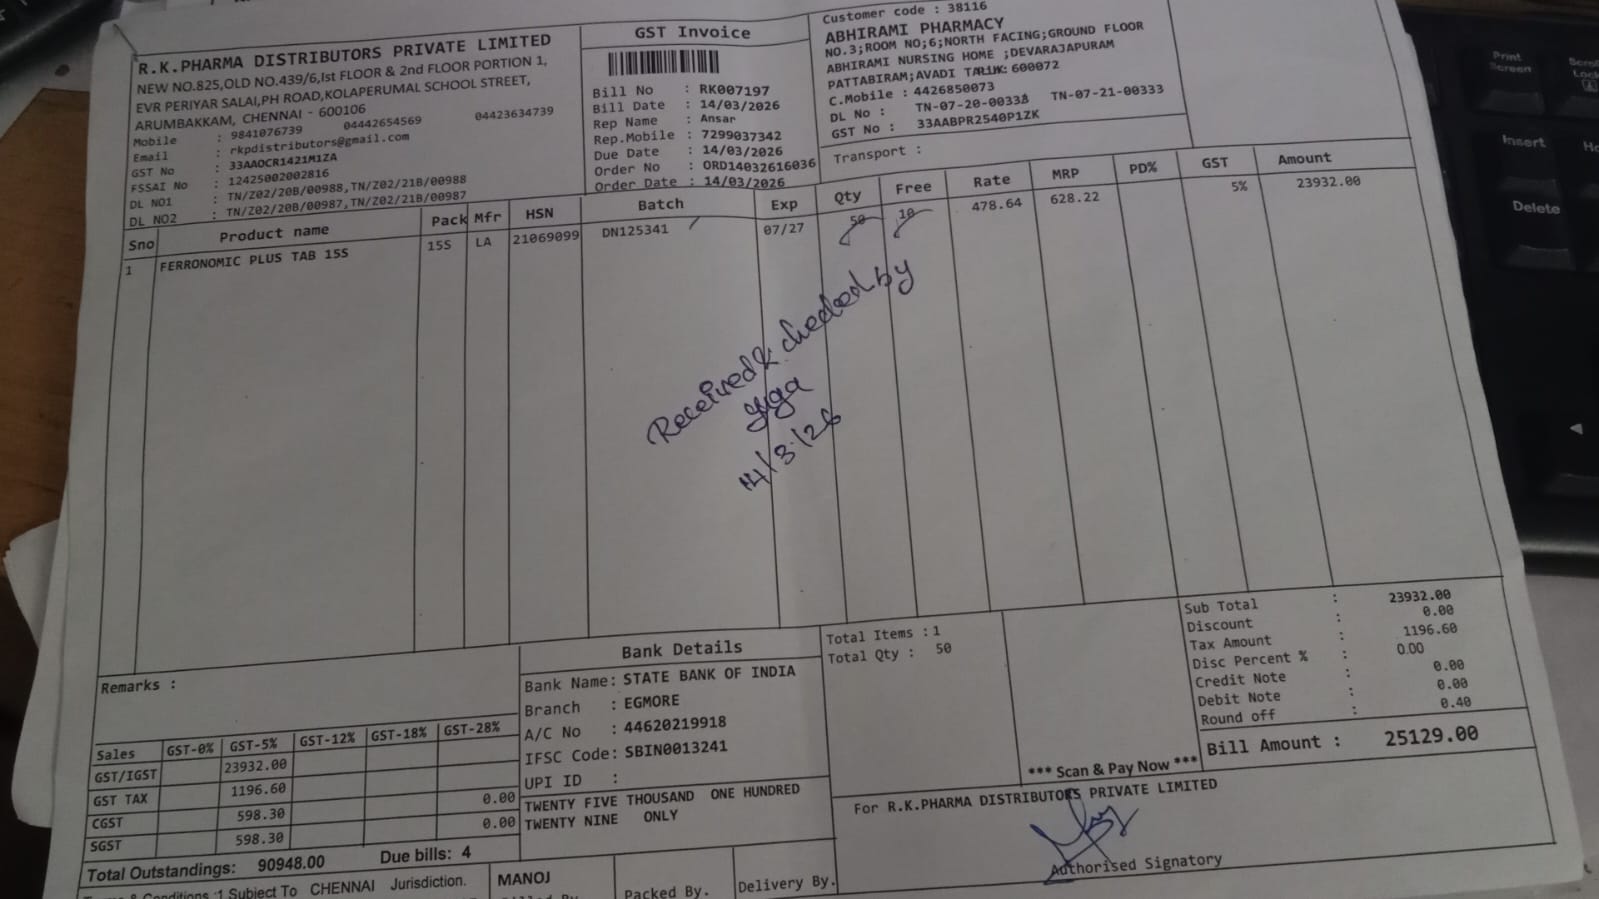 R.K.PHARMA DISTRIBUTORS PRIVATE LIMITED
NEW NO.825,OLD NO.439/6,Ist FLOOR & 2nd FLOOR PORTION 1,
EVR PERIYAR SALAI,PH ROAD,KOLAPERUMAL SCHOOL STREET,
ARUMBAKKAM, CHENNAI - 600106
Mobile : 9841076739 04442654569 04423634739
Email : rkpdistributors@gmail.com
GST No : 33AAOCR1421M1ZA
FSSAI No : 12425002002816
DL NO1 : TN/Z02/20B/00988,TN/Z02/21B/00988
DL NO2 : TN/Z02/20B/00987,TN/Z02/21B/00987
GST Invoice
Bill No : RK007197
Bill Date : 14/03/2026
Rep Name : Ansar
Rep.Mobile : 7299037342
Due Date : 14/03/2026
Order No : ORD14032616036
Order Date : 14/03/2026
Customer code : 38116
ABHIRAMI PHARMACY
NO.3;ROOM NO;6;NORTH FACING;GROUND FLOOR
ABHIRAMI NURSING HOME ;DEVARAJAPURAM
PATTABIRAM;AVADI 600072
C.Mobile : 4426850073
DL No : TN-07-20-00333 TN-07-21-00333
GST No : 33AABPR2540P1ZK
Transport :
Sno Product name Pack Mfr HSN Batch Exp Qty Free Rate MRP PD% GST Amount
1 FERRONOMIC PLUS TAB 15S 15S LA 21069099 DN125341 07/27 50 10 478.64 628.22 5% 23932.00
Received & checked by
yuga
14/3/26
Remarks :
Sales GST-0% GST-5% GST-12% GST-18% GST-28%
GST/IGST 23932.00
GST TAX 1196.60
CGST 598.30 0.00
SGST 598.30 0.00
Total Outstandings: 90948.00 Due bills: 4
1 Subject To CHENNAI Jurisdiction.
Bank Details
Bank Name: STATE BANK OF INDIA
Branch : EGMORE
A/C No : 44620219918
IFSC Code: SBIN0013241
UPI ID :
TWENTY FIVE THOUSAND ONE HUNDRED
TWENTY NINE ONLY
MANOJ
Packed By.
Delivery By.
Total Items : 1
Total Qty : 50
*** Scan & Pay Now ***
Sub Total : 23932.00
Discount : 0.00
Tax Amount : 1196.60
Disc Percent % : 0.00
Credit Note : 0.00
Debit Note : 0.00
Round off : 0.40
Bill Amount : 25129.00
For R.K.PHARMA DISTRIBUTORS PRIVATE LIMITED
Authorised Signatory
Print
Screen
Insert
Delete